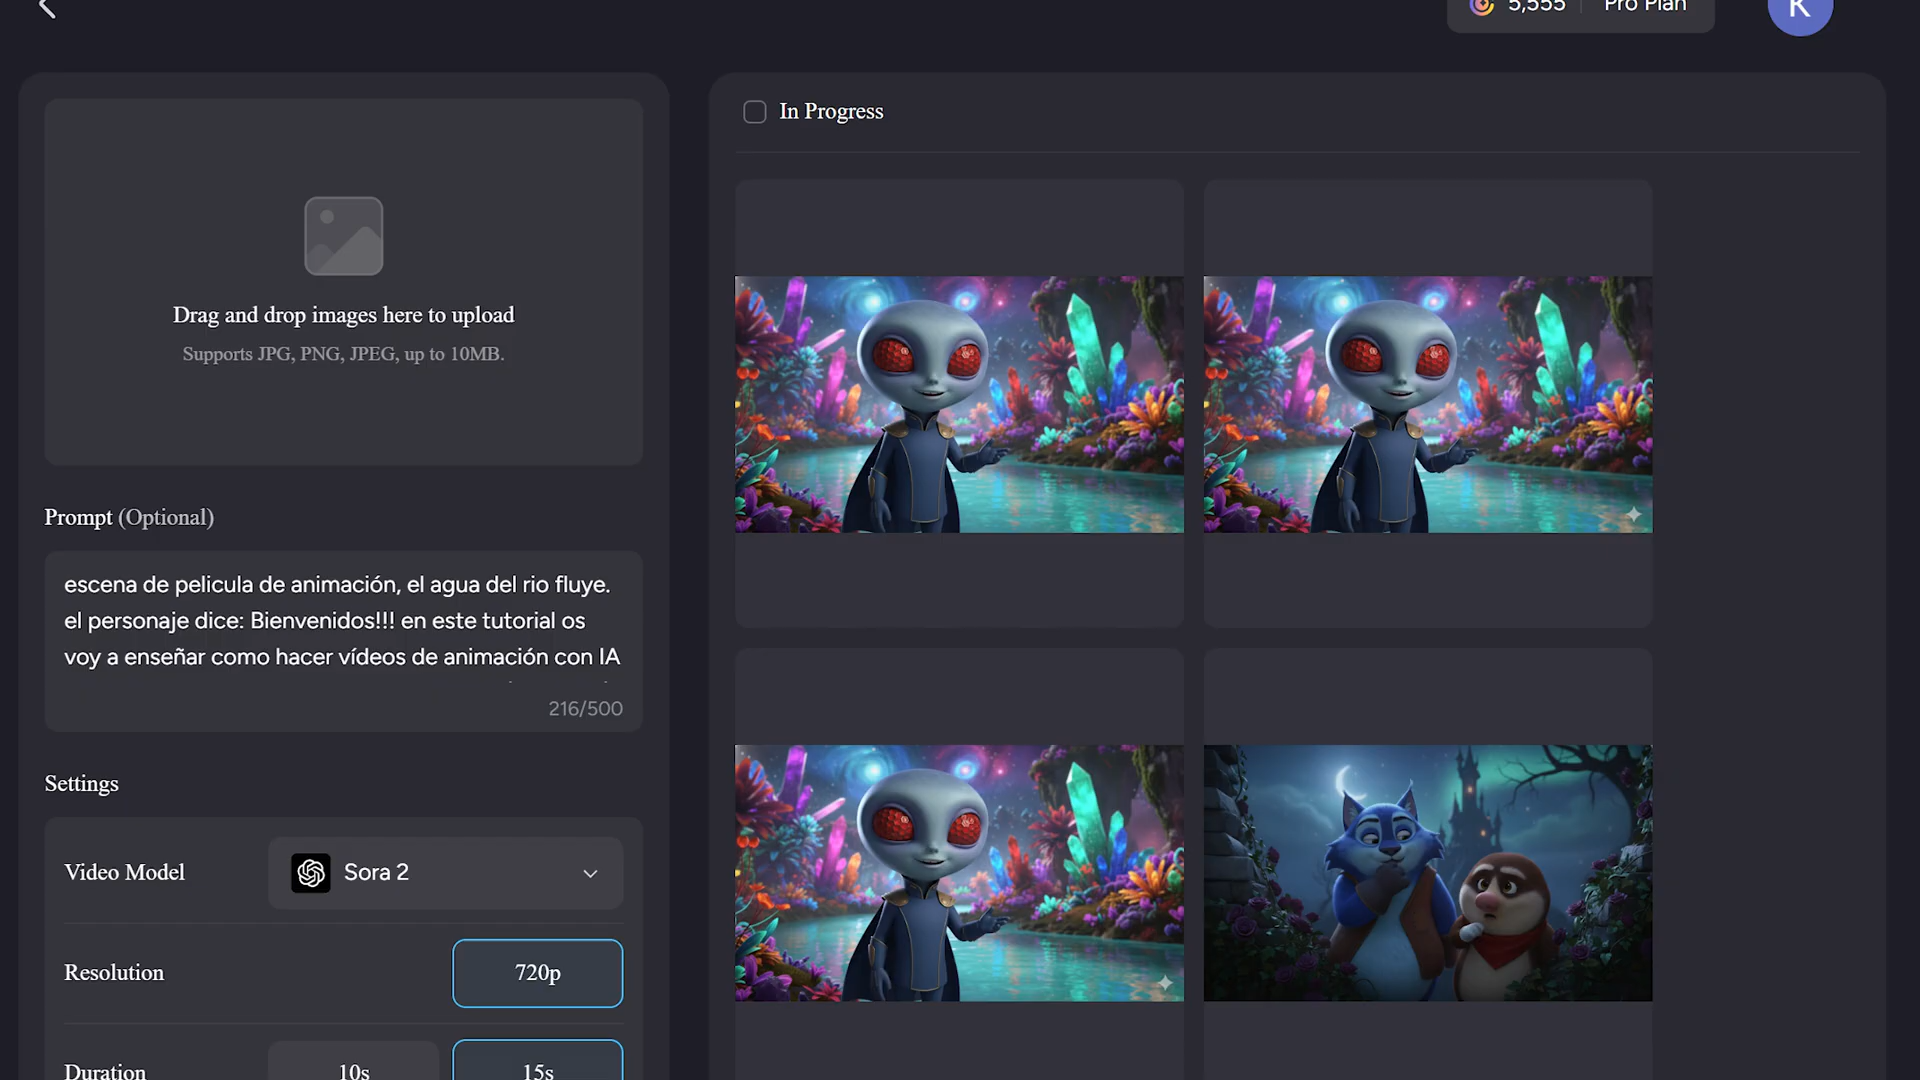 5,555
Pro Plan
K
In Progress
Drag and drop images here to upload
Supports JPG, PNG, JPEG, up to 10MB.
Prompt (Optional)
escena de pelicula de animación, el agua del rio fluye.
el personaje dice: Bienvenidos!!! en este tutorial os
voy a enseñar como hacer vídeos de animación con IA
216/500
Settings
Video Model
Sora 2
Resolution
720p
Duration
10s
15s